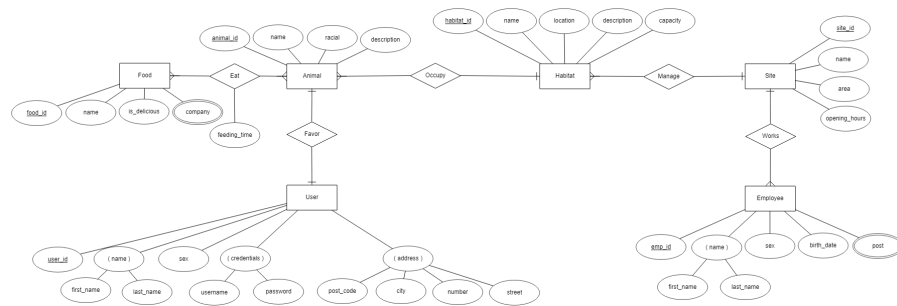 habitat_id
name
location
description
capacity
site_id
animal_id
name
racial
description
name
Food
Eat
Animal
Occupy
Habitat
Manage
Site
area
food_id
name
is_delicious
company
opening_hours
feeding_time
Favor
Works
User
Employee
user_id
( name )
sex
( credentials )
( address )
emp_id
( name )
sex
birth_date
post
first_name
last_name
username
password
post_code
city
number
street
first_name
last_name